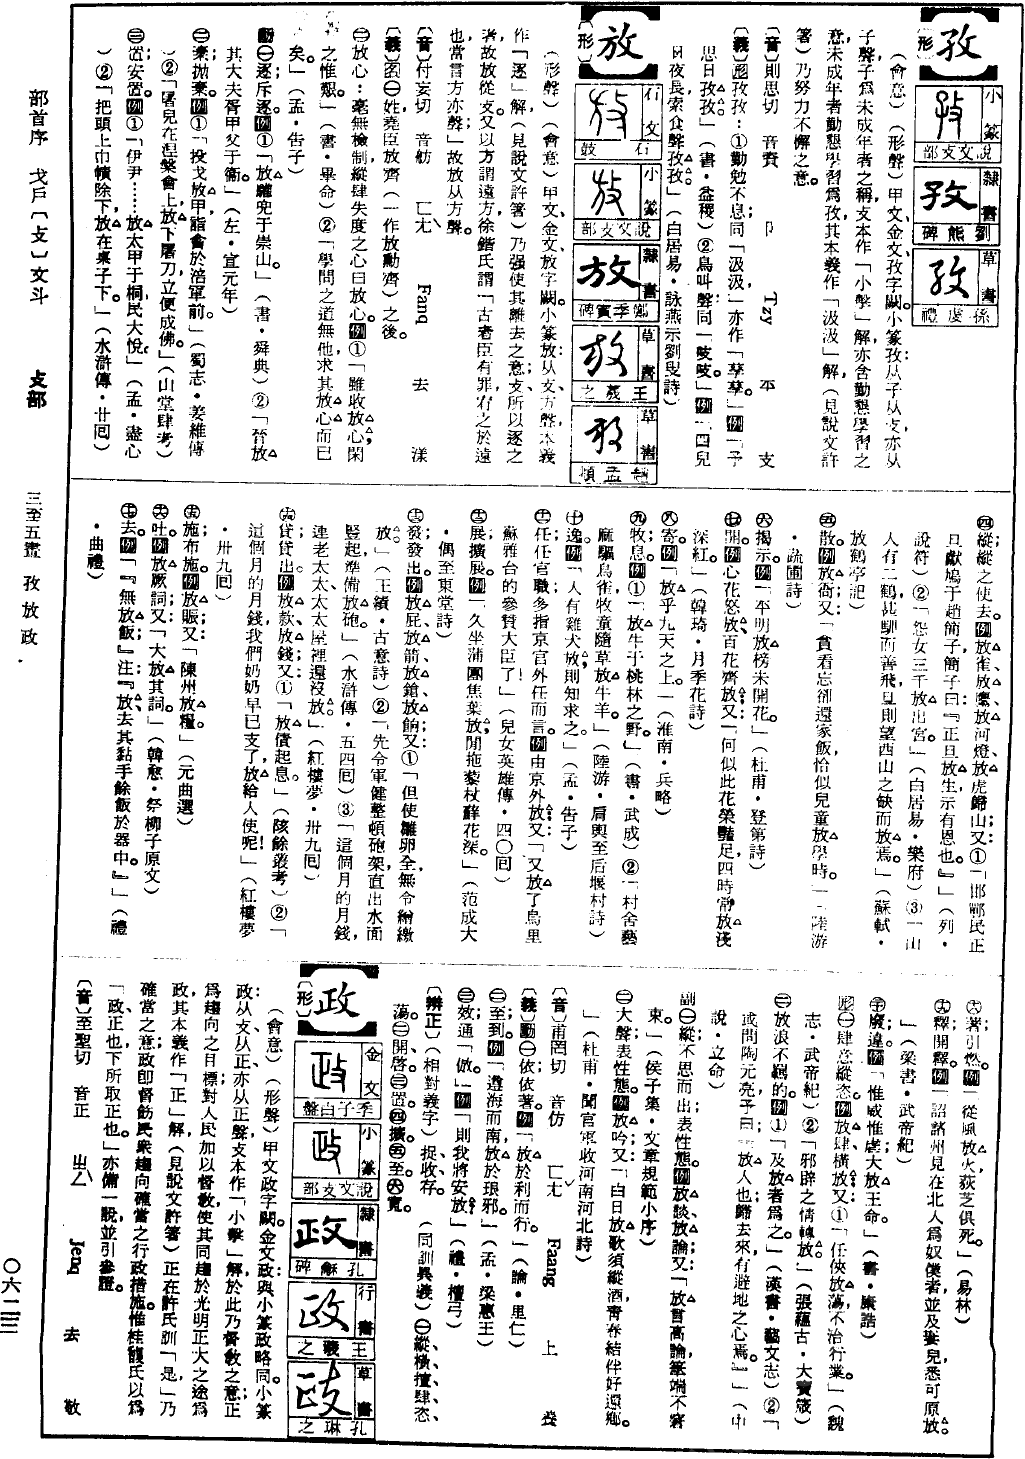 孜
〔形〕
小篆
說文攴部
隸書
劉熊碑
草書
孫虔禮
（會意）（形聲）甲文、金文孜字闕。小篆孜：从子从攴，亦从
子聲。子為未成年者之稱，攴本作「小擊」解，亦含勤懇學習之
意，未成年者勤懇學習為孜，其本義作「汲汲」解，（見說文許
箸）乃努力不懈之意。
〔音〕則思切　音孳　ㄗ　Tzy　平　支
〔義〕孜孜：①勤勉不息；同「汲汲」亦作「孳孳」。例「予
思日孜孜。」（書・益稷）②鳥叫聲；同「吱吱」。例「四兒
日夜長，索食聲孜孜。」（白居易・詠燕示劉叟詩）
放
〔形〕
石文
石鼓
小篆
說文攴部
隸書
鄭季宣碑
草書
王羲之
草書
趙孟頫
（形聲）（會意）甲文、金文放字闕。小篆放：从攴、方聲，本義
作「逐」解，（見說文許箸）乃强使其離去之意；攴所以逐之
者，故放从攴。又以方謂遠方，徐鍇氏謂「古者臣有罪宥之於遠
也，當言方亦聲」，故放从方聲。
〔音〕付妄切　音舫　ㄈㄤˋ　Fanq　去　漾
〔義〕㊀姓，堯臣放齊（一作放勳齊）之後。
㊁放心：毫無檢制縱肆失度之心曰放心。例①「雖收放心，閑
之惟艱。」（書・畢命）②「學問之道無他，求其放心而已
矣。」（孟・告子）
動㊀逐；斥逐。例①「放驩兜于崇山。」（書・舜典）②「晉放
其大夫胥甲父于衞。」（左・宣元年）
㊁棄；拋棄。例①「投戈放甲，詣會於涪軍前。」（蜀志・姜維傳
）②「屠兒在涅槃會上，放下屠刀，立便成佛。」（山堂肆考）
㊂置；安置。例①「伊尹……放太甲于桐，民大悅。」（孟・盡心
）②「把頭上巾幘除下，放在桌子下。」（水滸傳・廿回）
㊃縱；縱之使去。例放雀、放鷹、放河燈、放虎歸山；又：①「邯鄲民正
旦獻鳩于趙簡子，簡子曰：『正旦放生，示有恩也。』」（列・
說符）②「怨女三千放出宮。」（白居易・樂府）③「山
人有二鶴，甚馴而善飛，旦則望西山之缺而放焉。」（蘇軾・
放鶴亭記）
㊄散。例放衙；又：「貪看忘卻還家飯，恰似兒童放學時。」（陸游
・疏圃詩）
㊅揭示。例「平明放榜未開花。」（杜甫・登第詩）
㊆開。例心花怒放、百花齊放；又：「何似此花榮豔足，四時常放淺
深紅。」（韓琦・月季花詩）
㊇寄。例「放乎九天之上。」（淮南・兵略）
㊈牧；息。例①「放牛于桃林之野。」（書・武成）②「村舍藝
麻驅鳥雀，牧童隨草放牛羊。」（陸游・肩輿至后堰村詩）
㊉逸。例「人有雞犬放，則知求之。」（孟・告子）
任；任官職；多指京官外任而言。例由京外放；又：「又放了烏里
蘇雅台的參贊大臣了！」（兒女英雄傳・四〇回）
展；擴展。例「久坐蒲團焦葉放，閒拖藜杖蘚花深。」（范成大
・偶至東堂詩）
發；發出。例放屁、放箭、放鎗、放餉；又：①「但使雛卵全，無令繒繳
放。」（王績・古意詩）②「先令軍健整頓砲架，直出水面
豎起，準備放砲。」（水滸傳・五四回）③「這個月的月錢，
連老太太、太太屋裡還沒放。」（紅樓夢・卅九回）
貸；貸出。例放款、放錢；又：①「放債起息。」（陔餘叢考）②「
這個月的月錢，我們奶奶早已支了，放給人使呢！」（紅樓夢
・卅九回）
施；布施。例放賑；又：「陳州放糧」（元曲選）
吐。例放厥詞；又：「大放其詞」（韓愈・祭柳子原文）
去。例「『無放飯』注：『放去其黏手餘飯於器中。』」（禮
・曲禮）
著；引燃。例「從風放火，荻芝俱死。」（易林）
釋；開釋。例「詔諸州見在北人為奴僕者，並及妻兒，悉可原放。
」（梁書・武帝紀）
廢；違。例「惟威惟虐，大放王命。」（書・康誥）
形㊀肆意；縱恣。例放肆、橫放；又：①「任俠放蕩，不治行業。」（魏
志・武帝紀）②「邪辟之情轉放。」（張蘊古・大寶箴）
㊁放浪不羈的。例①「及放者為之。」（漢書・藝文志）②「
或問陶元亮，予曰：『放人也，歸去來，有避地之心焉。』」（中
說・立命）
副㊀縱；不思而出；表性態。例放談、放論；又：「放言高論，筆端不窘
束。」（侯子集・文章規範小序）
㊁大聲；表性態。例放吟；又：「白日放歌須縱酒，青春結伴好還鄉。
」（杜甫・聞官軍收河南河北詩）
〔音〕甫罔切　音仿　ㄈㄤˇ　Faang　上　養
〔義〕動㊀依；依著。例「放於利而行。」（論・里仁）
㊁至；到。例「遵海而南，放於琅邪。」（孟・梁惠王）
㊂效；通「倣」。例「則我將安放？」（禮・檀弓）
〔辨正〕（相對義字）捉、收、存。（同訓異義）㊀縱、橫、擅、肆、恣、
蕩。㊁開、啓。㊂置。㊃擴。㊄至。㊅寬。
政
〔形〕
金文
季子白盤
小篆
說文攴部
隸書
孔龢碑
行書
王羲之
草書
孔琳之
（會意）（形聲）甲文政字闕。金文政與小篆政略同。小篆
政：从攴、从正，亦从正聲，攴本作「小擊」解，於此乃督教之意；正
為趨向之目標，對人民加以督教，使其同趨於光明正大之途為
政，其本義作「正」解，（見說文許箸）正在許氏訓「是」，乃
確當之意，政即督飭民衆趨向確當之行政措施。惟桂馥氏以為
「政，正也，下所取正也」。亦備一說，並引參證。
〔音〕至聖切　音正　ㄓㄥˋ　Jenq　去　敬
部首序　戈戶〔攴〕文斗　攴部　三至五畫　孜放政　〇六二三